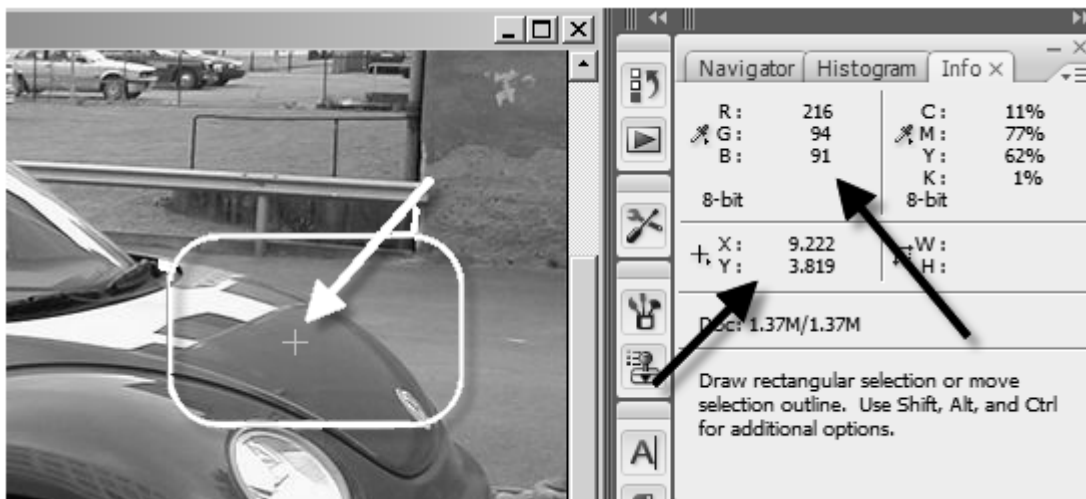 Navigator Histogram Info ×
R: 216 C: 11%
G: 94 M: 77%
B: 91 Y: 62%
K: 1%
8-bit 8-bit
X: 9.222 W:
Y: 3.819 H:
Doc: 1.37M/1.37M
Draw rectangular selection or move
selection outline. Use Shift, Alt, and Ctrl
for additional options.
A